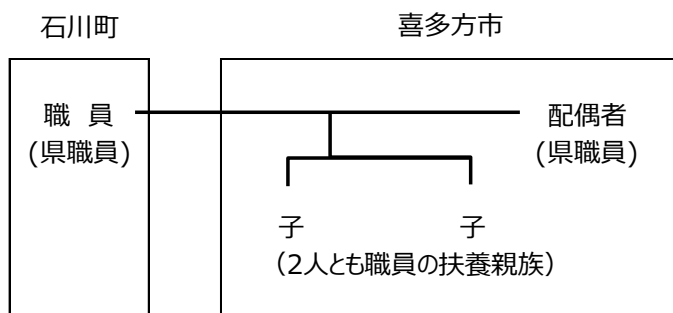 石川町
喜多方市
職 員
(県職員)
配偶者
(県職員)
子 子
(2人とも職員の扶養親族)